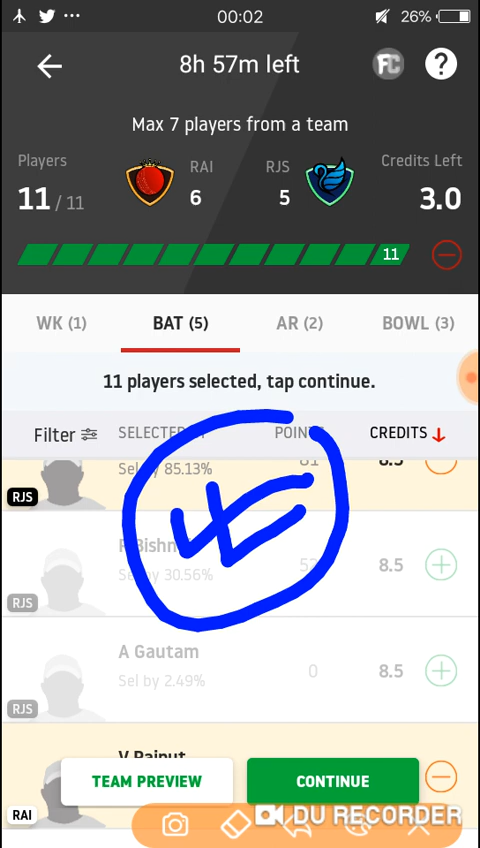 00:02
26%
8h 57m left
FC
?
Max 7 players from a team
Players
RAI
RJS
Credits Left
11 / 11
6
5
3.0
11
WK (1)
BAT (5)
AR (2)
BOWL (3)
11 players selected, tap continue.
Filter
SELECTED
POINTS
CREDITS
Sel by 85.13%
81
8.5
RJS
Bishn
Sel by 30.56%
8.5
RJS
A Gautam
Sel by 2.49%
0
8.5
RJS
V Rajput
TEAM PREVIEW
CONTINUE
RAI
DU RECORDER